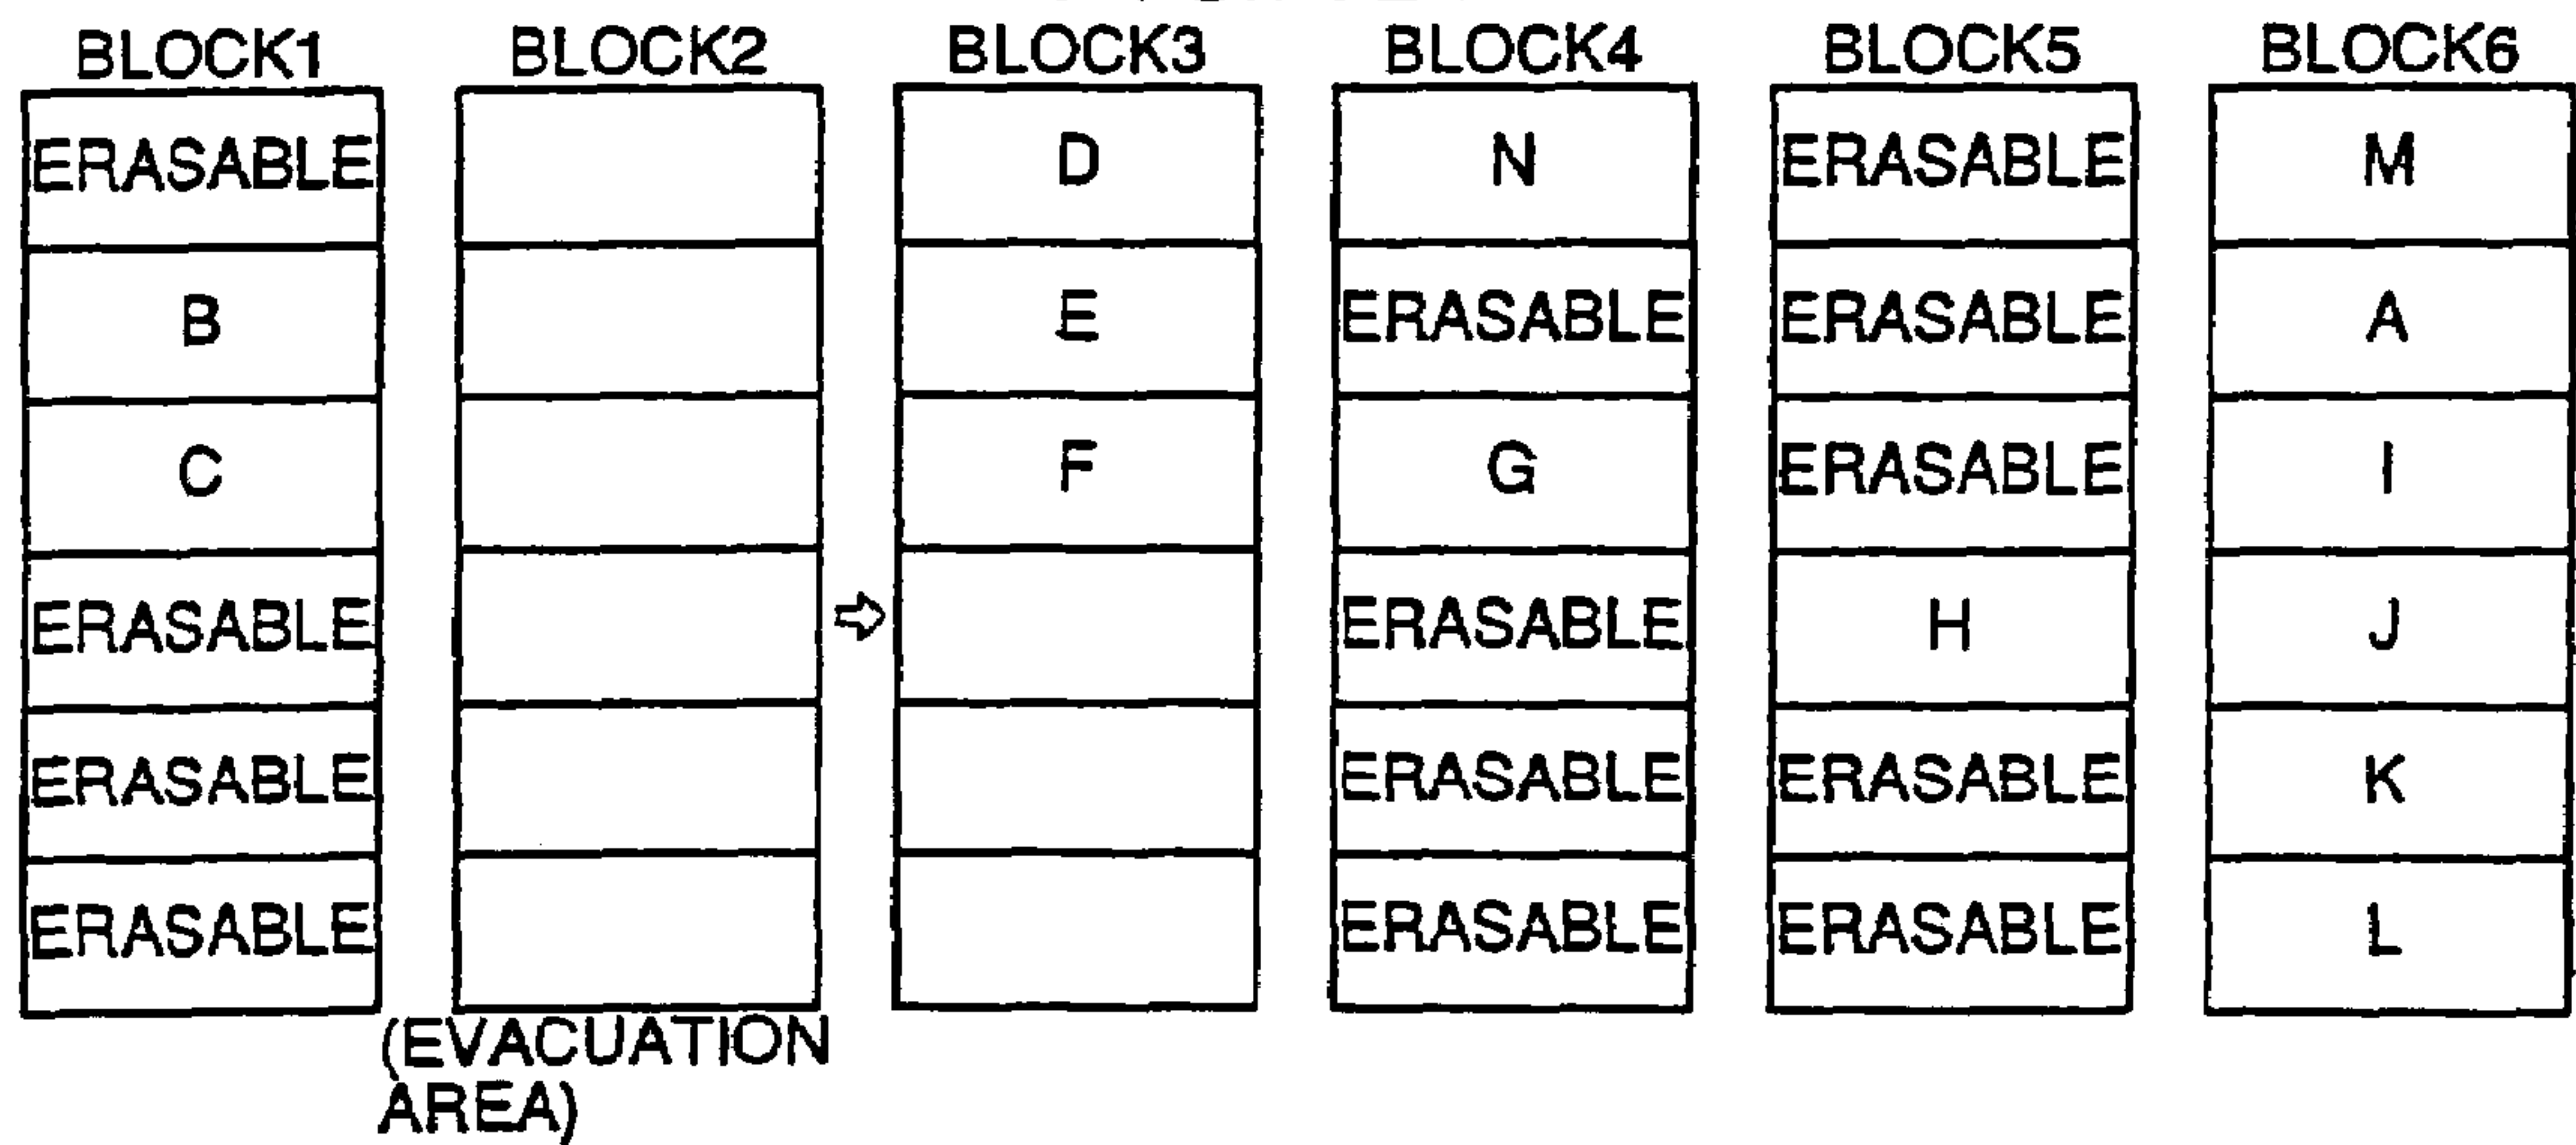 BLOCK1 BLOCK2 BLOCK3 BLOCK4 BLOCK5 BLOCK6
ERASABLE D N ERASABLE M
B E ERASABLE ERASABLE A
C F G ERASABLE I
ERASABLE ERASABLE H J
ERASABLE ERASABLE ERASABLE K
ERASABLE ERASABLE ERASABLE L
(EVACUATION
AREA)